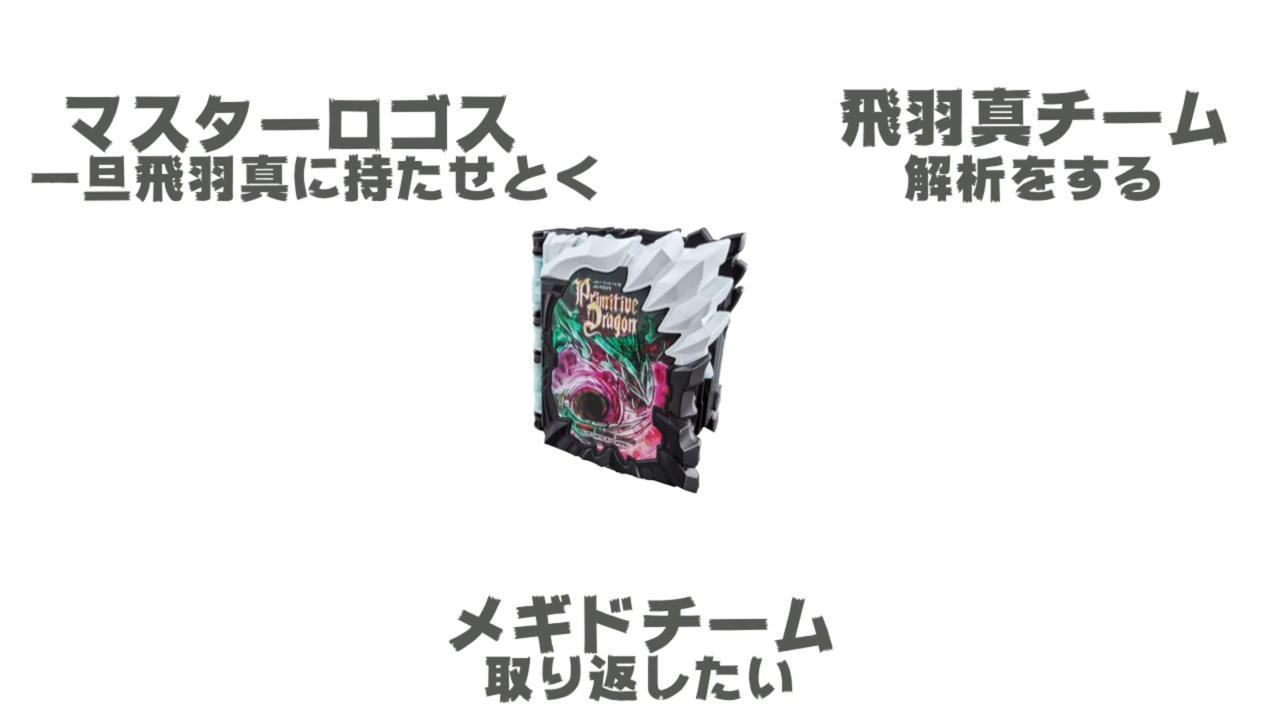 マスターロゴス
一旦飛羽真に持たせとく
飛羽真チーム
解析をする
Primitive
Dragon
メギドチーム
取り返したい